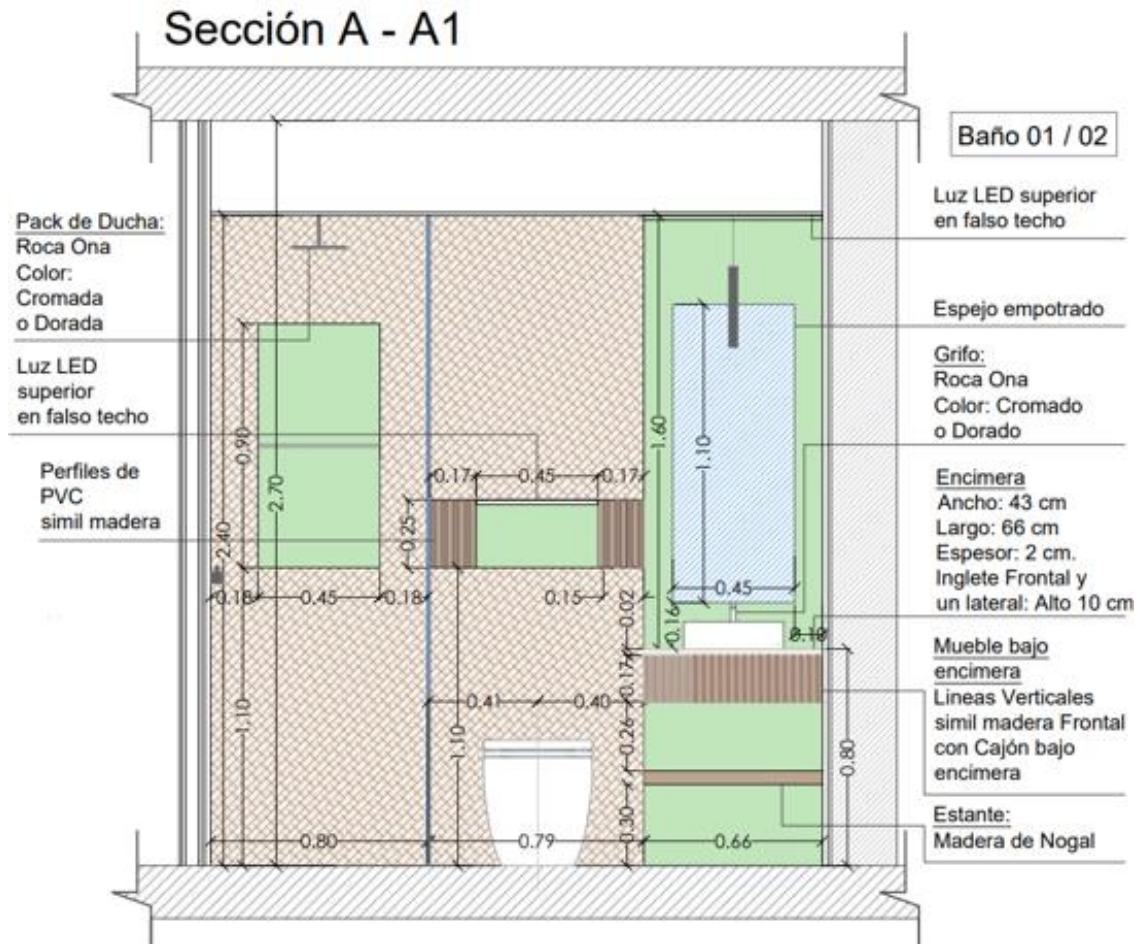 Sección A - A1
Baño 01 / 02
Pack de Ducha:
Roca Ona
Color:
Cromada
o Dorada
Luz LED
superior
en falso techo
Perfiles de
PVC
simil madera
Luz LED superior
en falso techo
Espejo empotrado
Grifo:
Roca Ona
Color: Cromado
o Dorado
Encimera
Ancho: 43 cm
Largo: 66 cm
Espesor: 2 cm.
Inglete Frontal y
un lateral: Alto 10 cm
Mueble bajo
encimera
Lineas Verticales
simil madera Frontal
con Cajón bajo
encimera
Estante:
Madera de Nogal
2.70
2.40
0.90
1.10
0.18
0.45
0.18
0.17
0.45
0.17
0.25
0.15
1.10
0.41
0.40
1.60
1.10
0.45
0.16
0.18
0.02
0.17
0.26
0.30
0.80
0.80
0.79
0.66